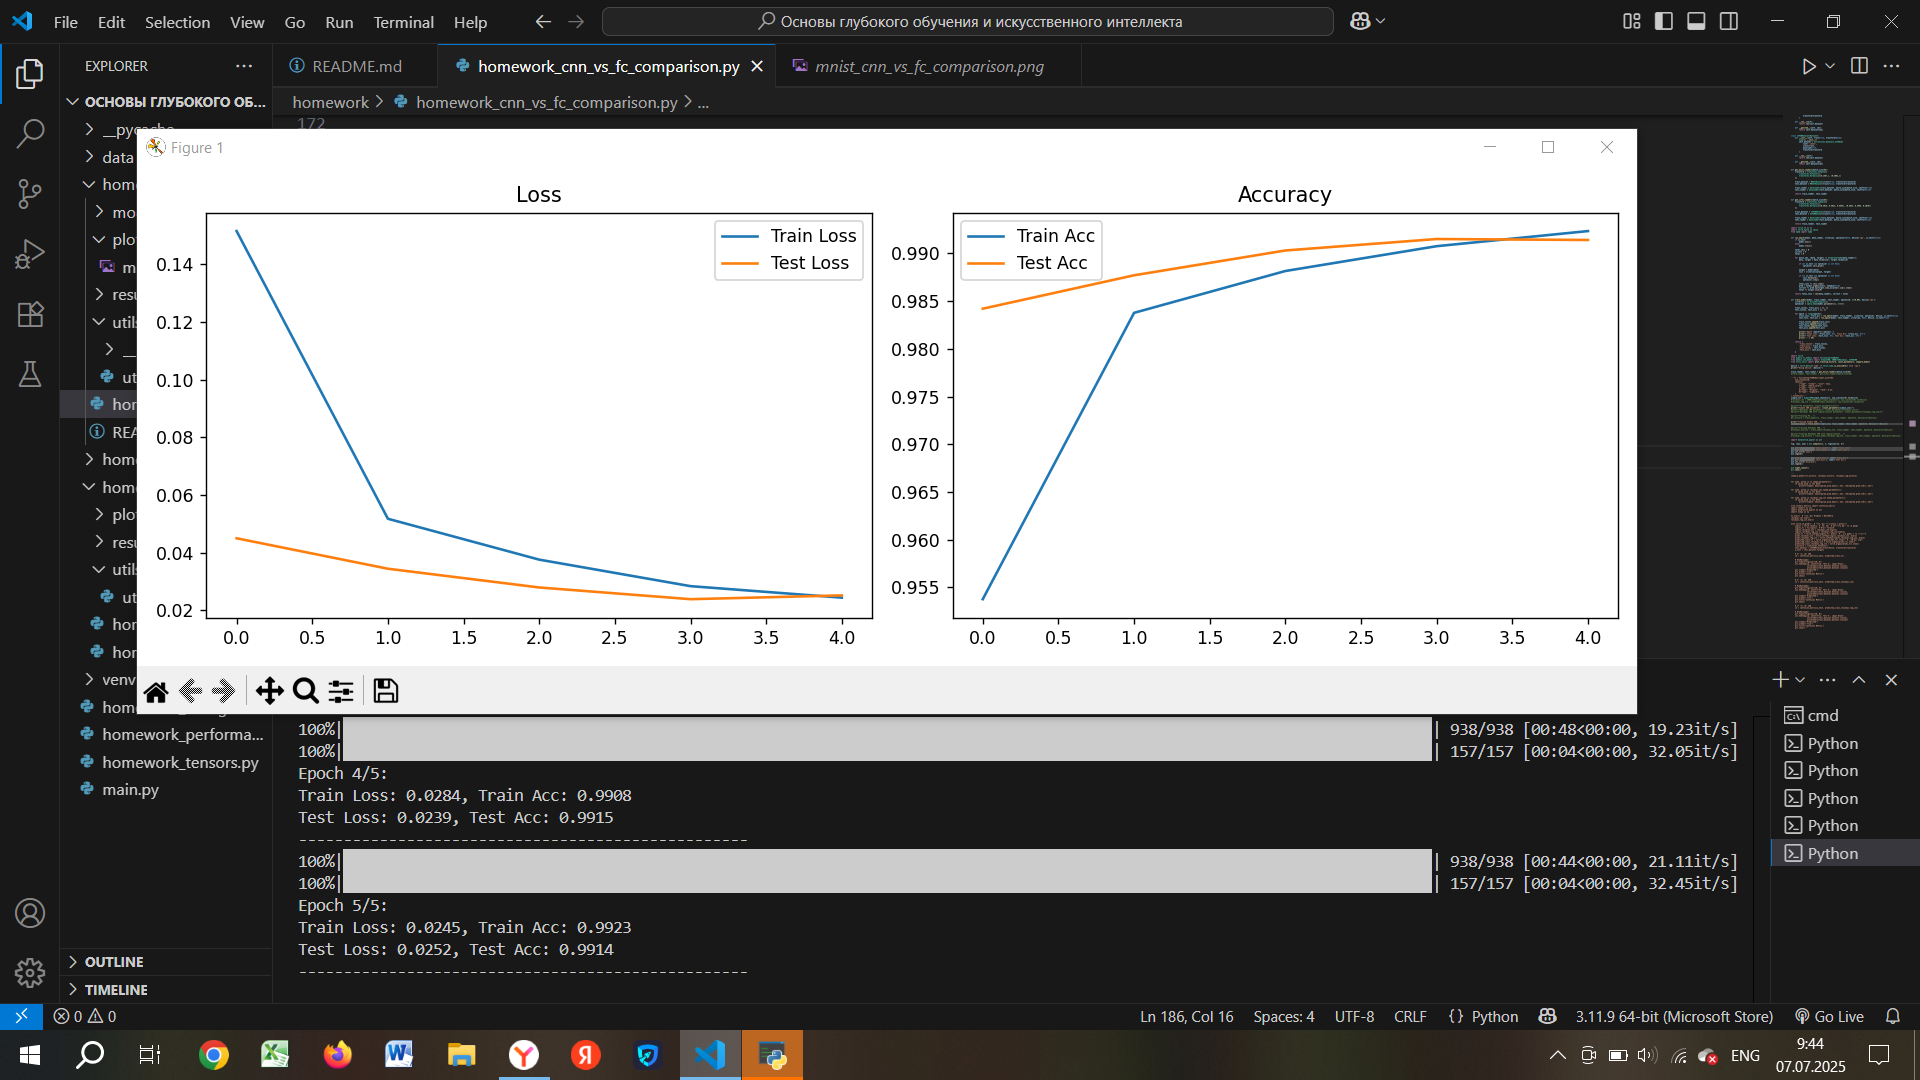 File Edit Selection View Go Run Terminal Help
Основы глубокого обучения и искусственного интеллекта
EXPLORER
README.md
homework_cnn_vs_fc_comparison.py
mnist_cnn_vs_fc_comparison.png
ОСНОВЫ ГЛУБОКОГО ОБ...
homework > homework_cnn_vs_fc_comparison.py > ...
172
__pycache__
data
hom
mo
plo
m
resu
utils
__
ut
hor
REA
hom
hom
plo
resu
utils
ut
hor
hor
venv
hom
homework_performa...
homework_tensors.py
main.py
OUTLINE
TIMELINE
Figure 1
Loss
Train Loss
Test Loss
0.14
0.12
0.10
0.08
0.06
0.04
0.02
0.0 0.5 1.0 1.5 2.0 2.5 3.0 3.5 4.0
Accuracy
Train Acc
Test Acc
0.990
0.985
0.980
0.975
0.970
0.965
0.960
0.955
0.0 0.5 1.0 1.5 2.0 2.5 3.0 3.5 4.0
100%| | 938/938 [00:48<00:00, 19.23it/s]
100%| | 157/157 [00:04<00:00, 32.05it/s]
Epoch 4/5:
Train Loss: 0.0284, Train Acc: 0.9908
Test Loss: 0.0239, Test Acc: 0.9915
--------------------------------------------------
100%| | 938/938 [00:44<00:00, 21.11it/s]
100%| | 157/157 [00:04<00:00, 32.45it/s]
Epoch 5/5:
Train Loss: 0.0245, Train Acc: 0.9923
Test Loss: 0.0252, Test Acc: 0.9914
--------------------------------------------------
cmd
Python
Python
Python
Python
Python
0 0
Ln 186, Col 16 Spaces: 4 UTF-8 CRLF {} Python 3.11.9 64-bit (Microsoft Store) Go Live
ENG
9:44
07.07.2025